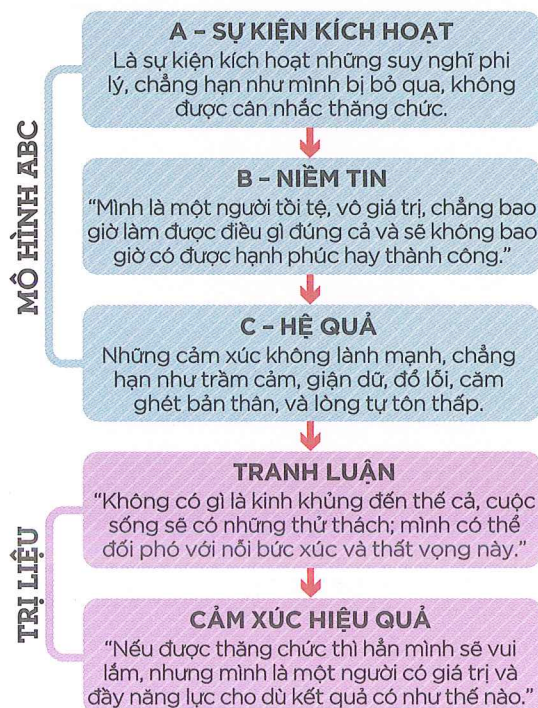 MÔ HÌNH ABC
A – SỰ KIỆN KÍCH HOẠT
Là sự kiện kích hoạt những suy nghĩ phi
lý, chẳng hạn như mình bị bỏ qua, không
được cân nhắc thăng chức.
B – NIỀM TIN
“Mình là một người tồi tệ, vô giá trị, chẳng bao
giờ làm được điều gì đúng cả và sẽ không bao
giờ có được hạnh phúc hay thành công.”
C – HỆ QUẢ
Những cảm xúc không lành mạnh, chẳng
hạn như trầm cảm, giận dữ, đổ lỗi, căm
ghét bản thân, và lòng tự tôn thấp.
TRỊ LIỆU
TRANH LUẬN
“Không có gì là kinh khủng đến thế cả, cuộc
sống sẽ có những thử thách; mình có thể
đối phó với nỗi bức xúc và thất vọng này.”
CẢM XÚC HIỆU QUẢ
“Nếu được thăng chức thì hẳn mình sẽ vui
lắm, nhưng mình là một người có giá trị và
đầy năng lực cho dù kết quả có như thế nào.”